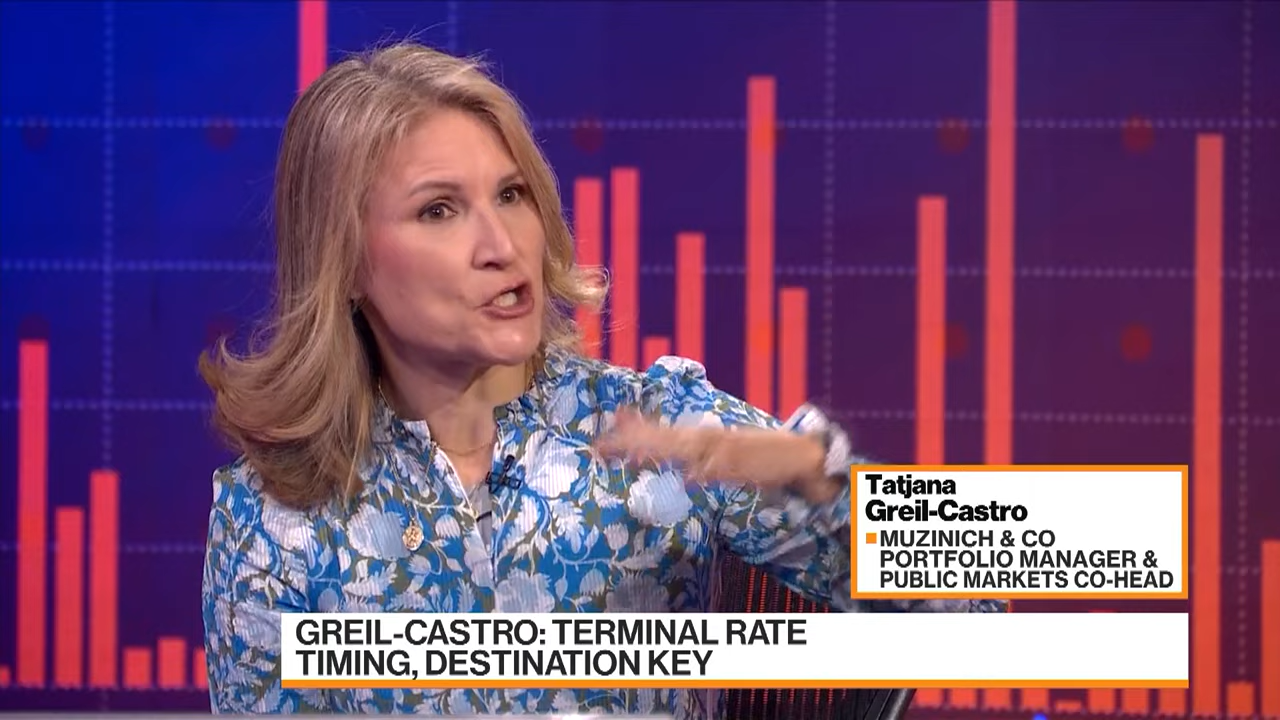 Tatjana
Greil-Castro
MUZINICH & CO
PORTFOLIO MANAGER &
PUBLIC MARKETS CO-HEAD
GREIL-CASTRO: TERMINAL RATE
TIMING, DESTINATION KEY